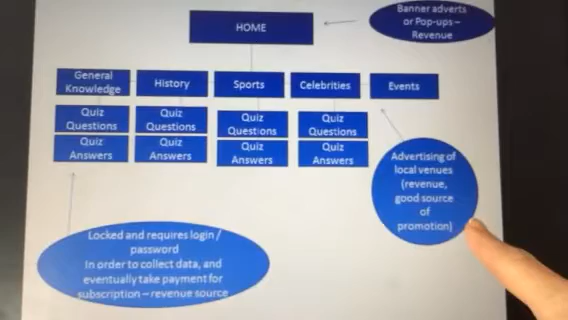 Banner adverts
or Pop-ups –
Revenue
HOME
General
Knowledge
History
Sports
Celebrities
Events
Quiz
Questions
Quiz
Questions
Quiz
Questions
Quiz
Questions
Quiz
Answers
Quiz
Answers
Quiz
Answers
Quiz
Answers
Advertising of
local venues
(revenue,
good source
of
promotion)
Locked and requires login /
password
In order to collect data, and
eventually take payment for
subscription – revenue source